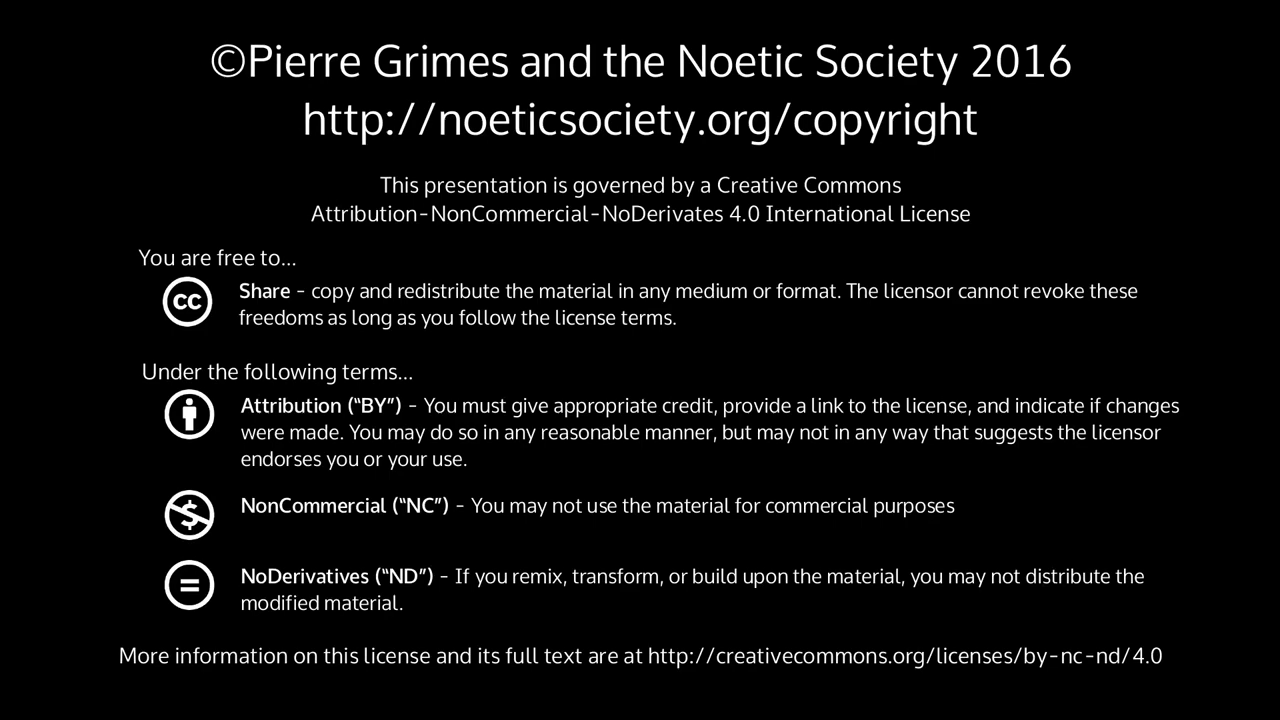 ©Pierre Grimes and the Noetic Society 2016
http://noeticsociety.org/copyright
This presentation is governed by a Creative Commons
Attribution-NonCommercial-NoDerivates 4.0 International License
You are free to...
cc
Share - copy and redistribute the material in any medium or format. The licensor cannot revoke these
freedoms as long as you follow the license terms.
Under the following terms...
Attribution (“BY”) - You must give appropriate credit, provide a link to the license, and indicate if changes
were made. You may do so in any reasonable manner, but may not in any way that suggests the licensor
endorses you or your use.
$
NonCommercial (“NC”) - You may not use the material for commercial purposes
=
NoDerivatives (“ND”) - If you remix, transform, or build upon the material, you may not distribute the
modified material.
More information on this license and its full text are at http://creativecommons.org/licenses/by-nc-nd/4.0